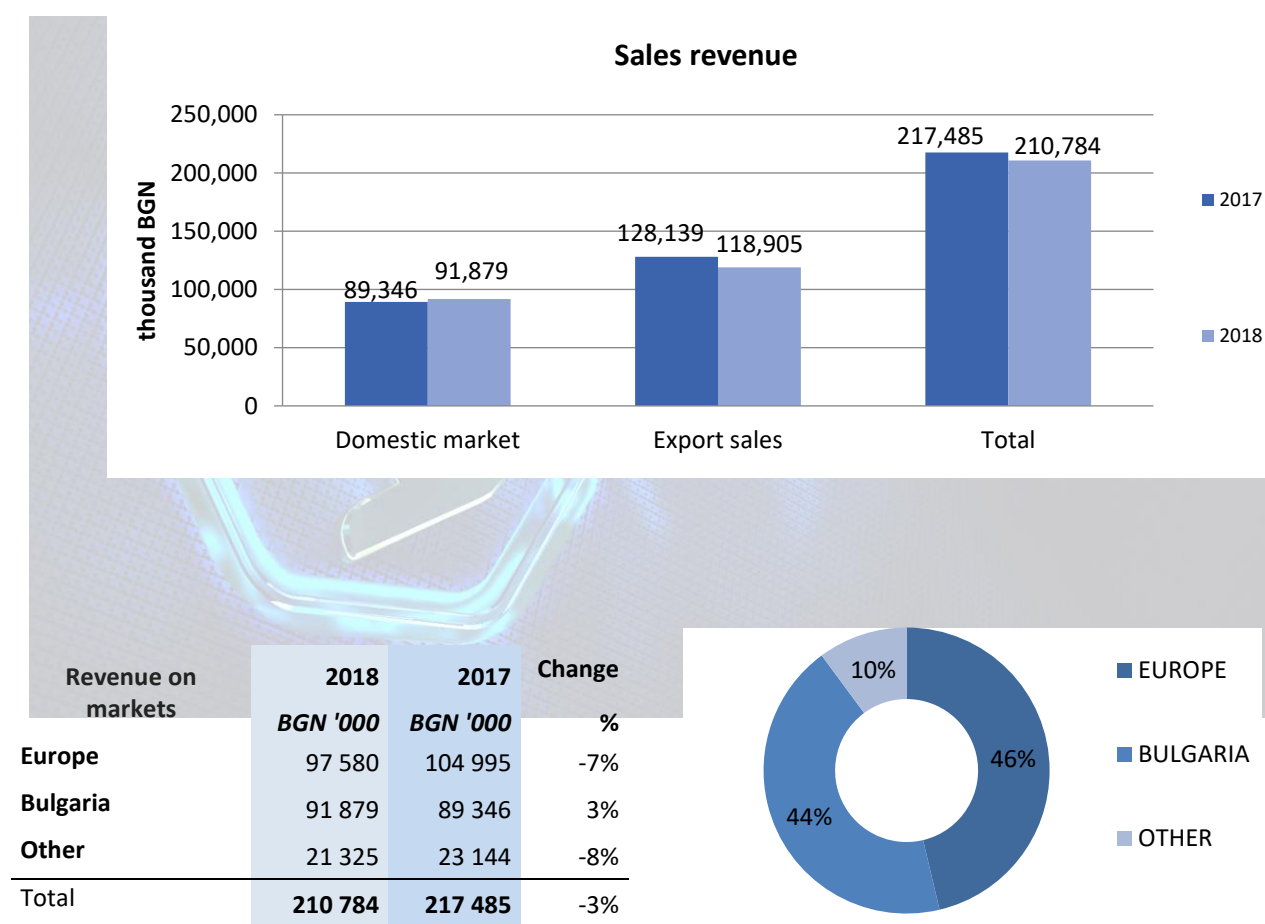 Sales revenue
thousand BGN
250,000
200,000
150,000
100,000
50,000
0
89,346
91,879
128,139
118,905
217,485
210,784
Domestic market
Export sales
Total
2017
2018
Revenue on markets 2018 2017 Change
BGN '000 BGN '000 %
Europe 97 580 104 995 -7%
Bulgaria 91 879 89 346 3%
Other 21 325 23 144 -8%
Total 210 784 217 485 -3%
10%
46%
44%
EUROPE
BULGARIA
OTHER